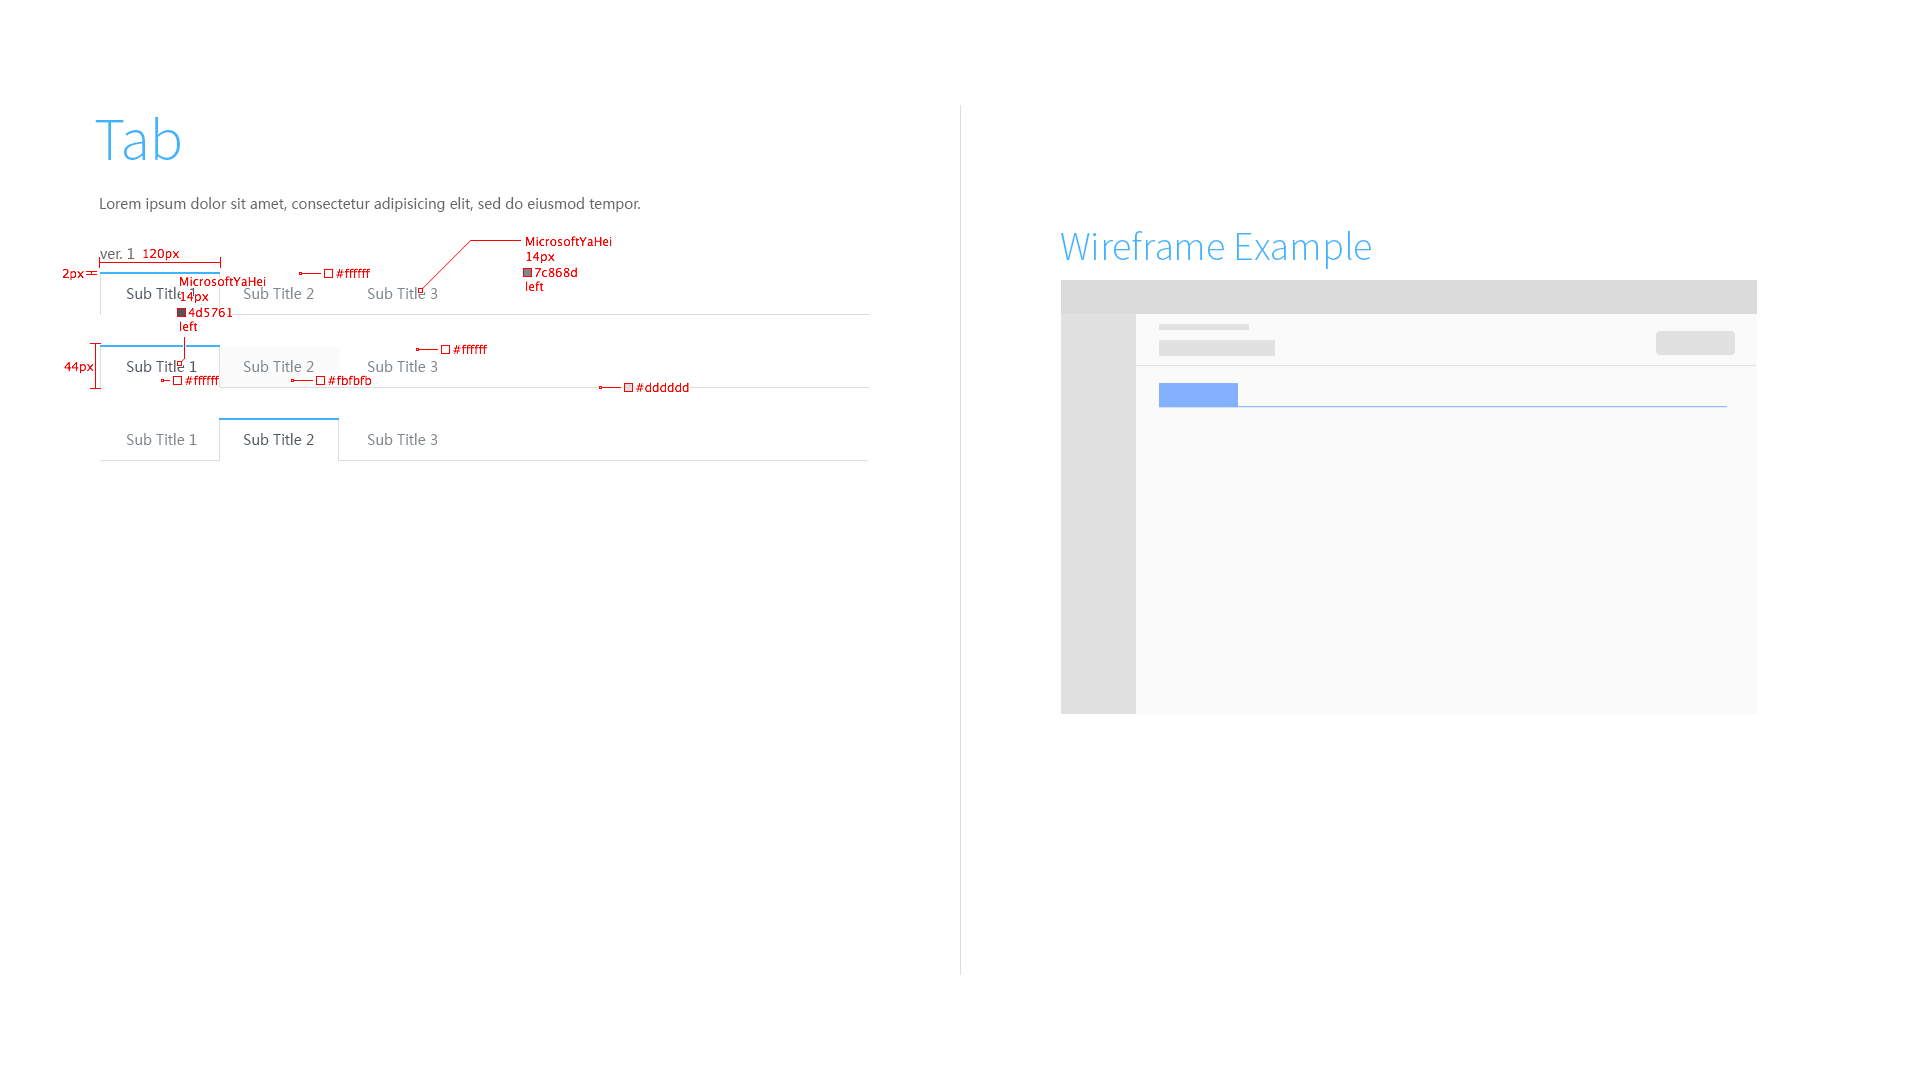 Tab
Lorem ipsum dolor sit amet, consectetur adipisicing elit, sed do eiusmod tempor.
ver. 1
120px
2px
#ffffff
MicrosoftYaHei
14px
7c868d
left
Sub Title 1
Sub Title 2
Sub Title 3
MicrosoftYaHei
14px
4d5761
left
44px
#ffffff
Sub Title 1
Sub Title 2
Sub Title 3
#ffffff
#fbfbfb
#dddddd
Sub Title 1
Sub Title 2
Sub Title 3
Wireframe Example